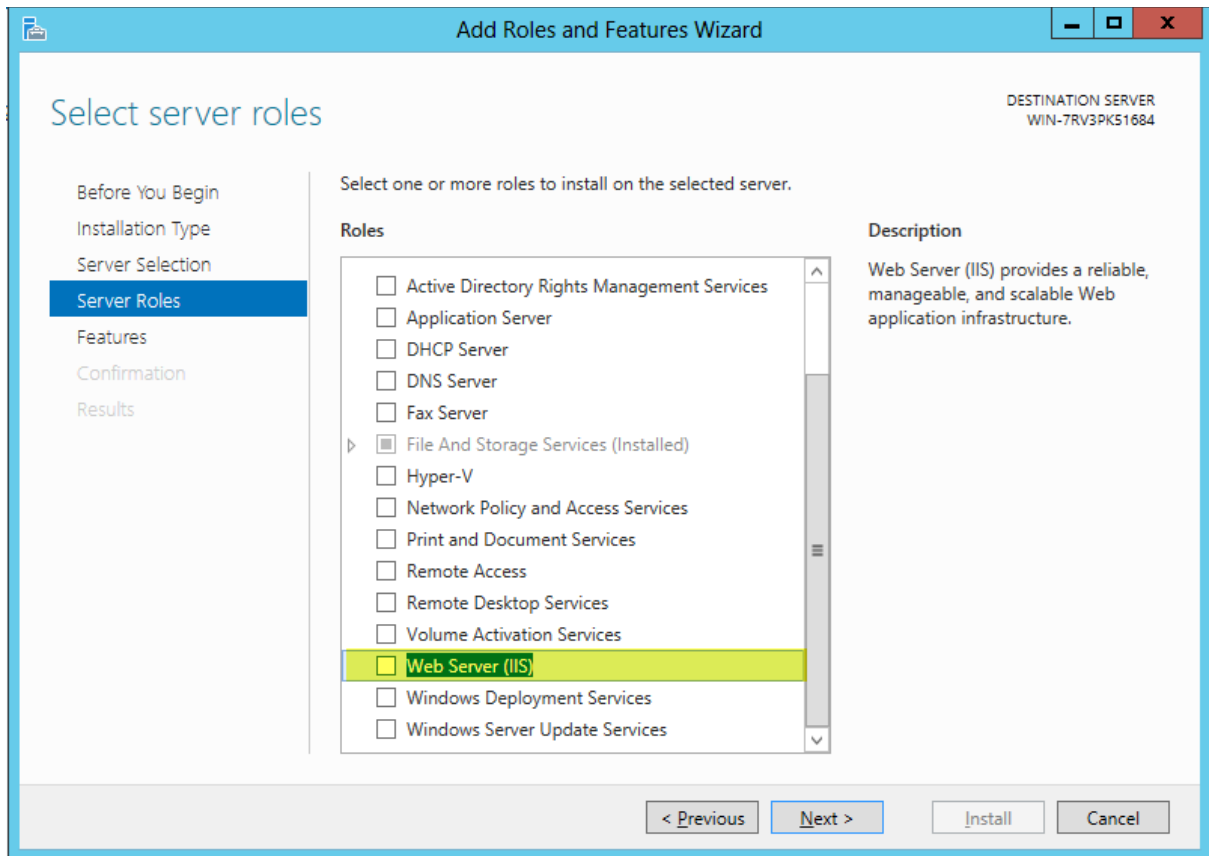 Add Roles and Features Wizard
Select server roles
DESTINATION SERVER
WIN-7RV3PK51684
Before You Begin
Installation Type
Server Selection
Server Roles
Features
Confirmation
Results
Select one or more roles to install on the selected server.
Roles
Active Directory Rights Management Services
Application Server
DHCP Server
DNS Server
Fax Server
File And Storage Services (Installed)
Hyper-V
Network Policy and Access Services
Print and Document Services
Remote Access
Remote Desktop Services
Volume Activation Services
Web Server (IIS)
Windows Deployment Services
Windows Server Update Services
Description
Web Server (IIS) provides a reliable,
manageable, and scalable Web
application infrastructure.
< Previous
Next >
Install
Cancel